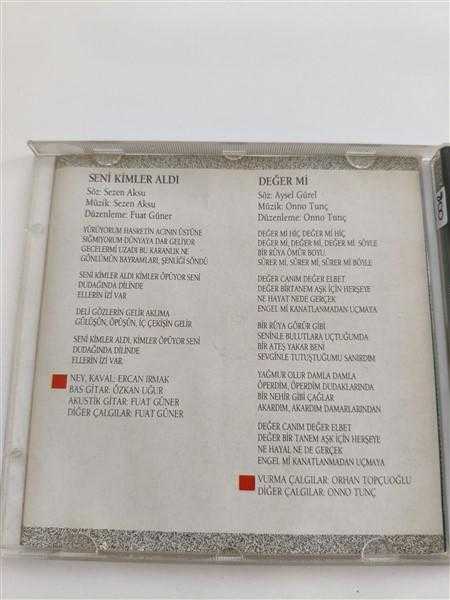 SENİ KİMLER ALDI
Söz: Sezen Aksu
Müzik: Sezen Aksu
Düzenleme: Fuat Güner
YÜRÜYORUM HASRETİN ACININ ÜSTÜNE
SIĞMIYORUM DÜNYAYA DAR GELİYOR
GECELERMİ UZADI BU KARANLIK NE
GÖNLÜMÜN BAYRAMLARI, ŞENLİĞİ SÖNDÜ
SENİ KİMLER ALDI KİMLER ÖPÜYOR SENİ
DUDAĞINDA DİLİNDE
ELLERİN İZİ VAR
DELİ GÖZLERİN GELİR AKLIMA
GÜLÜŞÜN, ÖPÜŞÜN, İÇ ÇEKİŞİN GELİR
SENİ KİMLER ALDI, KİMLER ÖPÜYOR SENİ
DUDAĞINDA DİLİNDE
ELLERİN İZİ VAR
NEY, KAVAL: ERCAN IRMAK
BAS GİTAR: ÖZKAN UĞUR
AKUSTİK GİTAR: FUAT GÜNER
DİĞER ÇALGILAR: FUAT GÜNER
DEĞER Mİ
Söz: Aysel Gürel
Müzik: Onno Tunç
Düzenleme: Onno Tunç
DEĞER Mİ HİÇ, DEĞER Mİ HİÇ
DEĞER Mİ, DEĞER Mİ, DEĞER Mİ SÖYLE
BİR RÜYA ÖMÜR BOYU
SÜRER Mİ, SÜRER Mİ, SÜRER Mİ BÖYLE
DEĞER CANIM DEĞER ELBET
DEĞER BİRTANEM AŞK İÇİN HERŞEYE
NE HAYAT NEDE GERÇEK
ENGEL Mİ KANATLANMADAN UÇMAYA
BİR RÜYA GÖRÜR GİBİ
SENİNLE BULUTLARA UÇTUĞUMDA
BİR ATEŞ YAKAR BENİ
SEVGİNLE TUTUŞTUĞUMU SANIRDIM
YAĞMUR OLUR DAMLA DAMLA
ÖPERDİM, ÖPERDİM DUDAKLARINDA
BİR NEHİR GİBİ ÇAĞLAR
AKARDIM, AKARDIM DAMARLARINDAN
DEĞER CANIM DEĞER ELBET
DEĞER BİR TANEM AŞK İÇİN HERŞEYE
NE HAYAL NE DE GERÇEK
ENGEL Mİ KANATLANMADAN UÇMAYA
VURMA ÇALGILAR: ORHAN TOPÇUOĞLU
DİĞER ÇALGILAR: ONNO TUNÇ